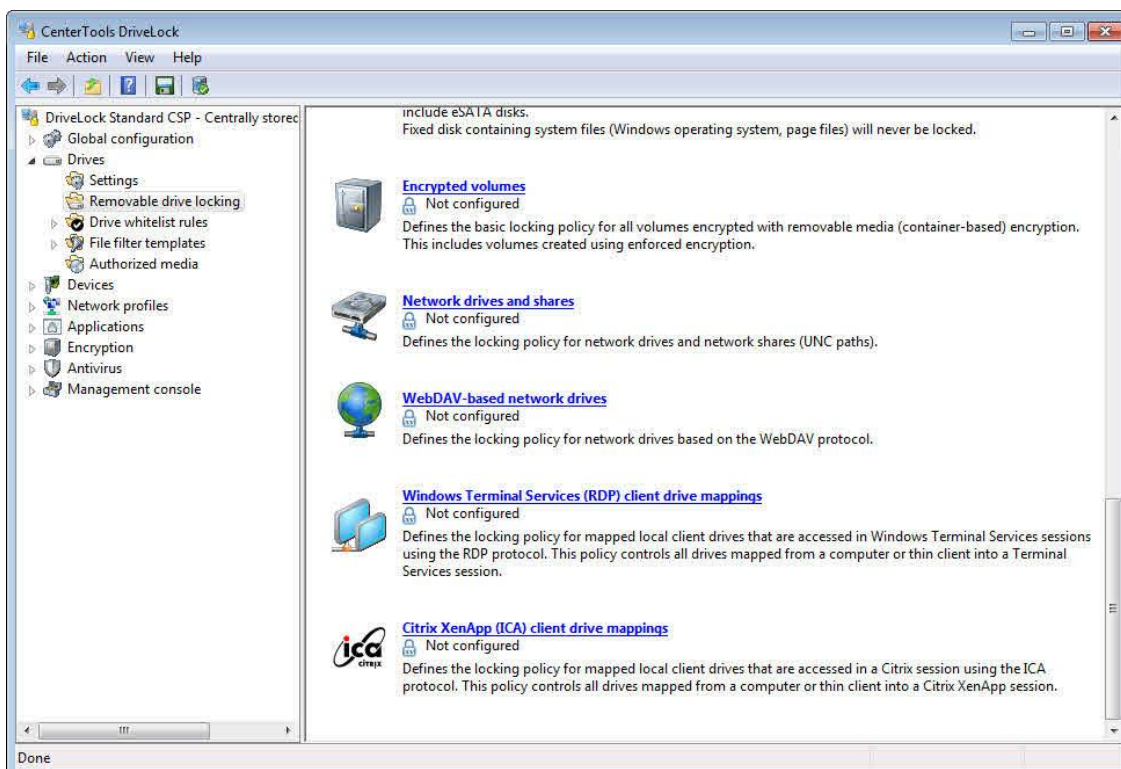 CenterTools DriveLock
File Action View Help
DriveLock Standard CSP - Centrally storec
Global configuration
Drives
Settings
Removable drive locking
Drive whitelist rules
File filter templates
Authorized media
Devices
Network profiles
Applications
Encryption
Antivirus
Management console
include eSATA disks.
Fixed disk containing system files (Windows operating system, page files) will never be locked.
Encrypted volumes
Not configured
Defines the basic locking policy for all volumes encrypted with removable media (container-based) encryption.
This includes volumes created using enforced encryption.
Network drives and shares
Not configured
Defines the locking policy for network drives and network shares (UNC paths).
WebDAV-based network drives
Not configured
Defines the locking policy for network drives based on the WebDAV protocol.
Windows Terminal Services (RDP) client drive mappings
Not configured
Defines the locking policy for mapped local client drives that are accessed in Windows Terminal Services sessions
using the RDP protocol. This policy controls all drives mapped from a computer or thin client into a Terminal
Services session.
ica
CITRIX
Citrix XenApp (ICA) client drive mappings
Not configured
Defines the locking policy for mapped local client drives that are accessed in a Citrix session using the ICA
protocol. This policy controls all drives mapped from a computer or thin client into a Citrix XenApp session.
Done